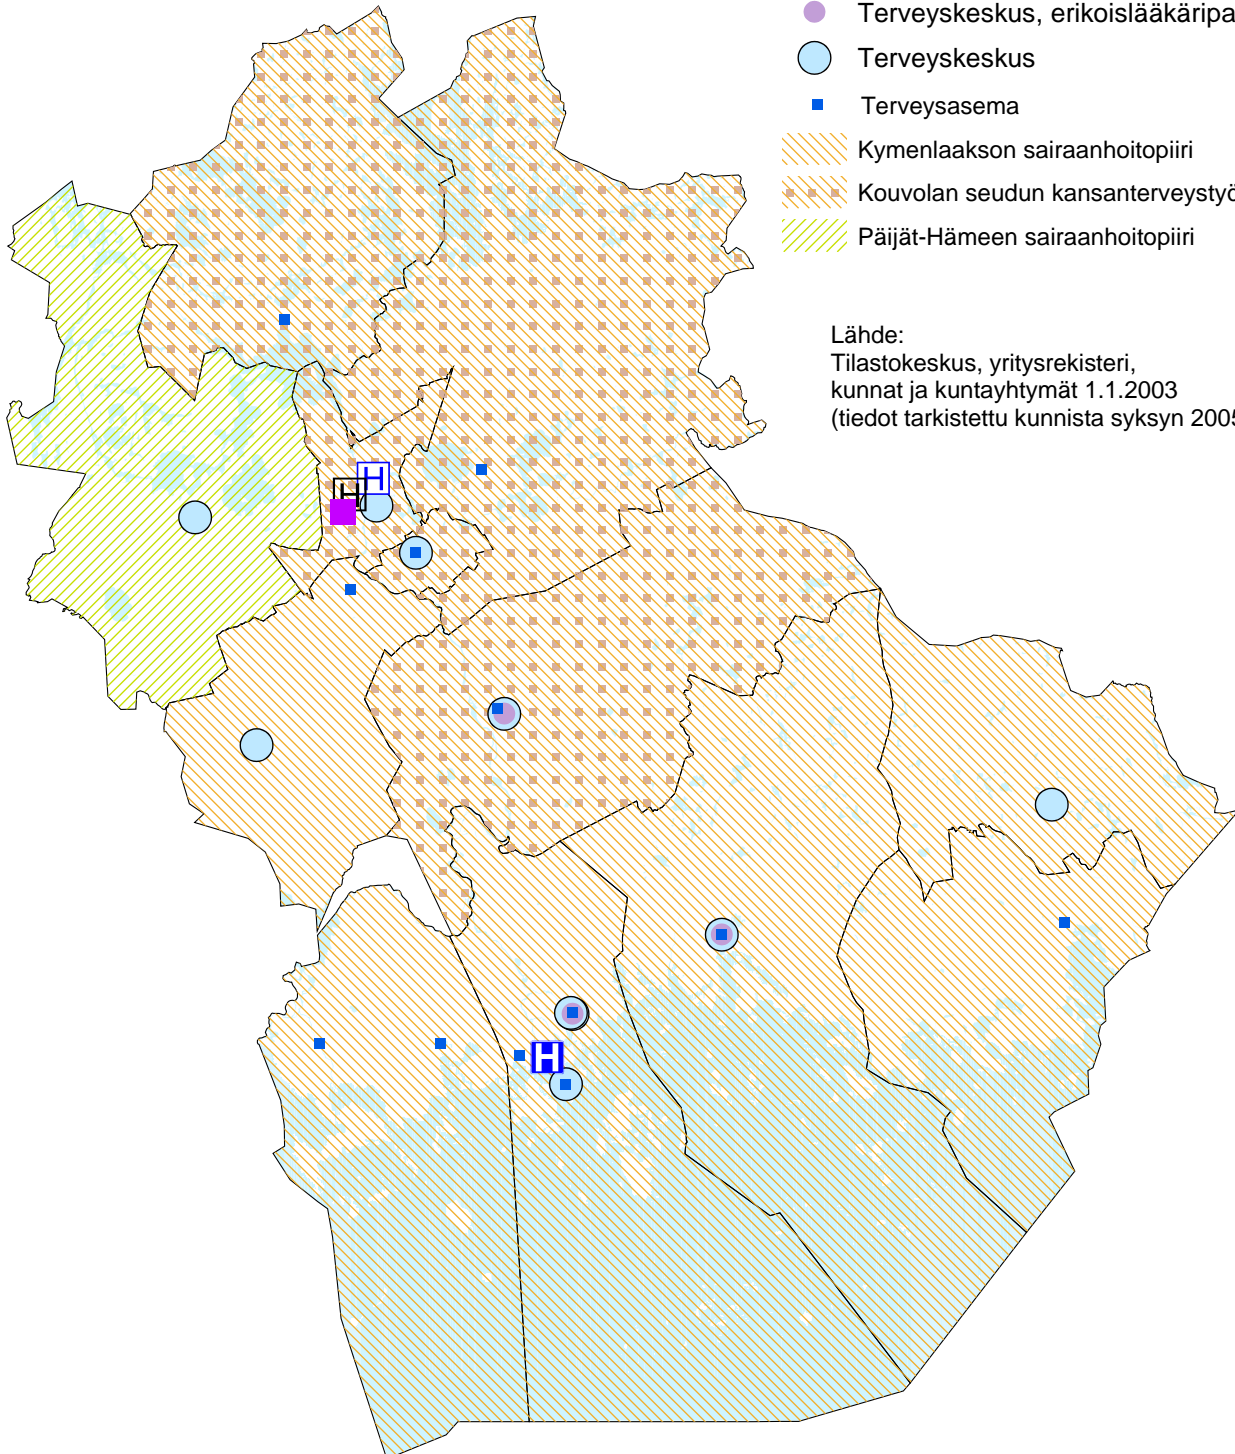 Terveyskeskus, erikoislääkäripa
Terveyskeskus
Terveysasema
Kymenlaakson sairaanhoitopiiri
Kouvolan seudun kansanterveystyö
Päijät-Hämeen sairaanhoitopiiri
Lähde:
Tilastokeskus, yritysrekisteri,
kunnat ja kuntayhtymät 1.1.2003
(tiedot tarkistettu kunnista syksyn 2005
H
H
H